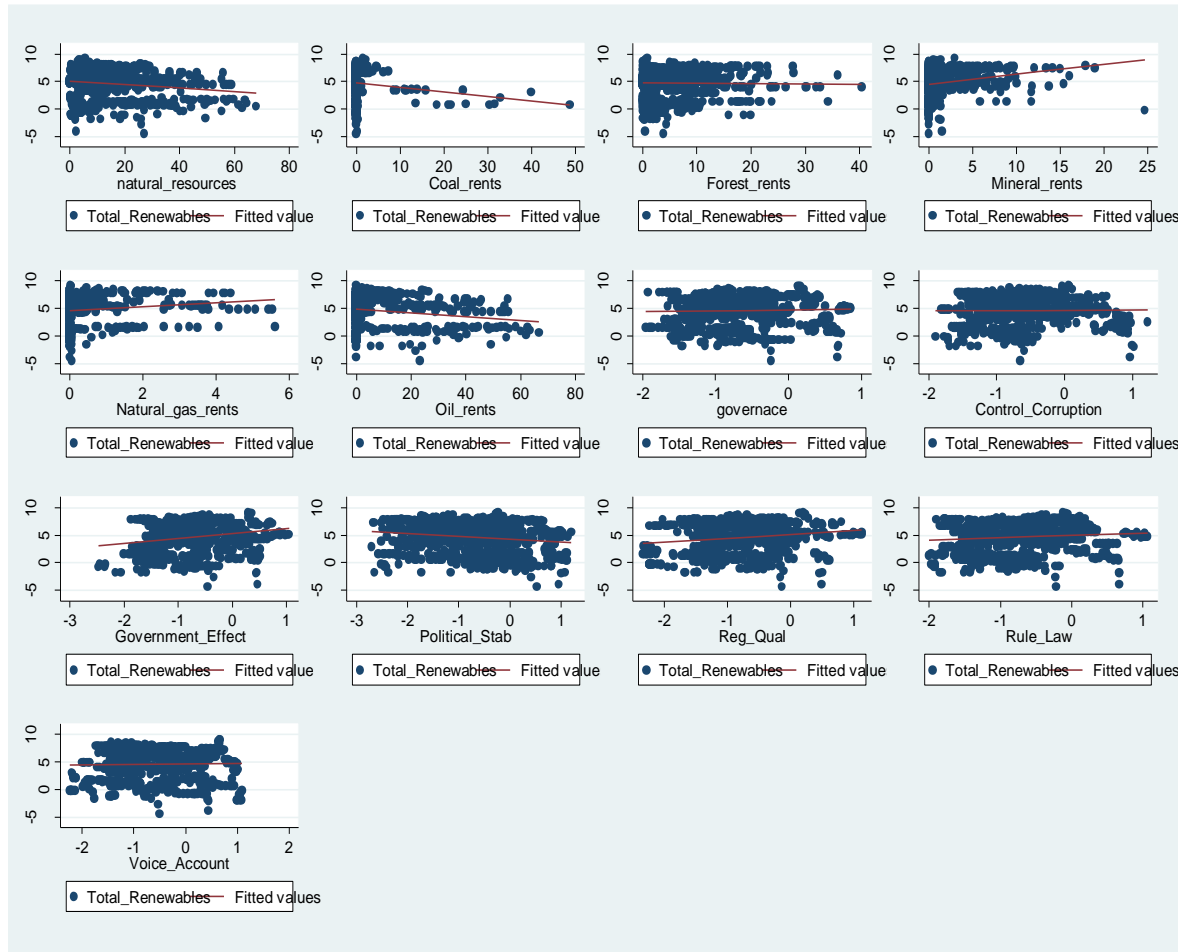 -5 0 5 10
0 20 40 60 80
natural_resources
Total_Renewables Fitted value
-5 0 5 10
0 10 20 30 40 50
Coal_rents
Total_Renewables Fitted value
-5 0 5 10
0 10 20 30 40
Forest_rents
Total_Renewables Fitted value
-5 0 5 10
0 5 10 15 20 25
Mineral_rents
Total_Renewables Fitted values
-5 0 5 10
0 2 4 6
Natural_gas_rents
Total_Renewables Fitted value
-5 0 5 10
0 20 40 60 80
Oil_rents
Total_Renewables Fitted value
-5 0 5 10
-2 -1 0 1
governace
Total_Renewables Fitted value
-5 0 5 10
-2 -1 0 1
Control_Corruption
Total_Renewables Fitted values
-5 0 5 10
-3 -2 -1 0 1
Government_Effect
Total_Renewables Fitted value
-5 0 5 10
-3 -2 -1 0 1
Political_Stab
Total_Renewables Fitted value
-5 0 5 10
-2 -1 0 1
Reg_Qual
Total_Renewables Fitted value
-5 0 5 10
-2 -1 0 1
Rule_Law
Total_Renewables Fitted values
-5 0 5 10
-2 -1 0 1 2
Voice_Account
Total_Renewables Fitted values